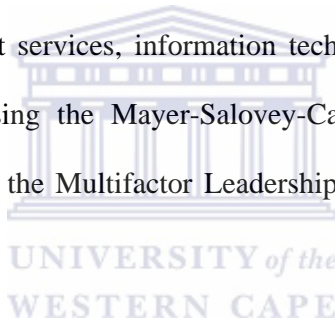 t services, information tech
ing the Mayer-Salovey-Ca
the Multifactor Leadership
UNIVERSITY of the
WESTERN CAPE